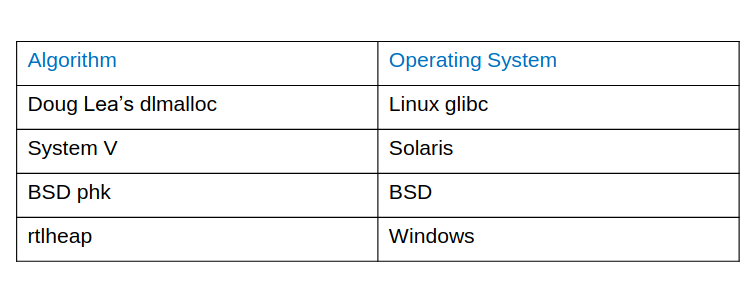 Algorithm Operating System
Doug Lea’s dlmalloc Linux glibc
System V Solaris
BSD phk BSD
rtlheap Windows